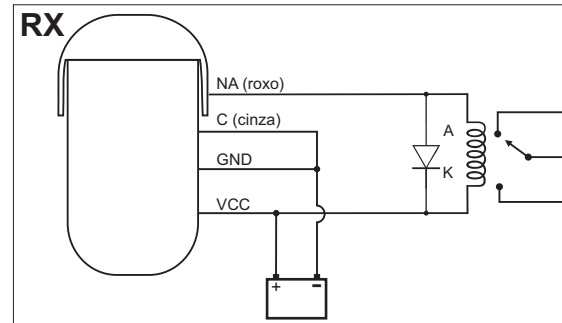 RX
NA (roxo)
C (cinza)
A
GND
K
VCC
+ -